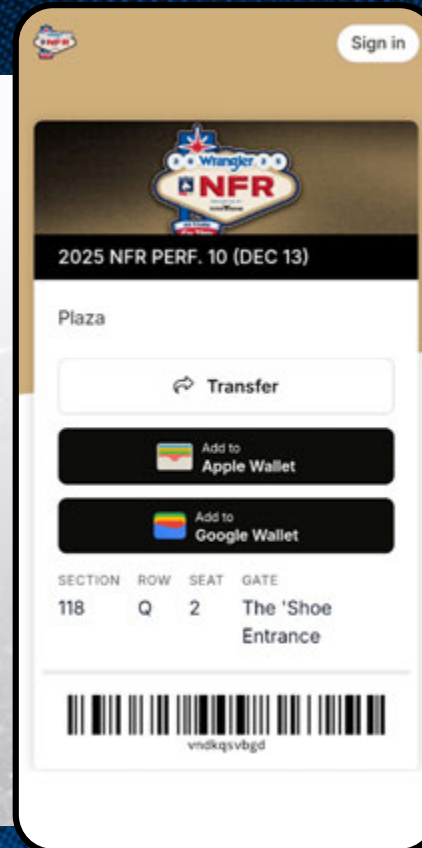 NFR
Sign in
Wrangler
NFR
2025 NFR PERF. 10 (DEC 13)
Plaza
Transfer
Add to
Apple Wallet
Add to
Google Wallet
SECTION ROW SEAT GATE
118 Q 2 The 'Shoe
Entrance
vndkqsvbgd